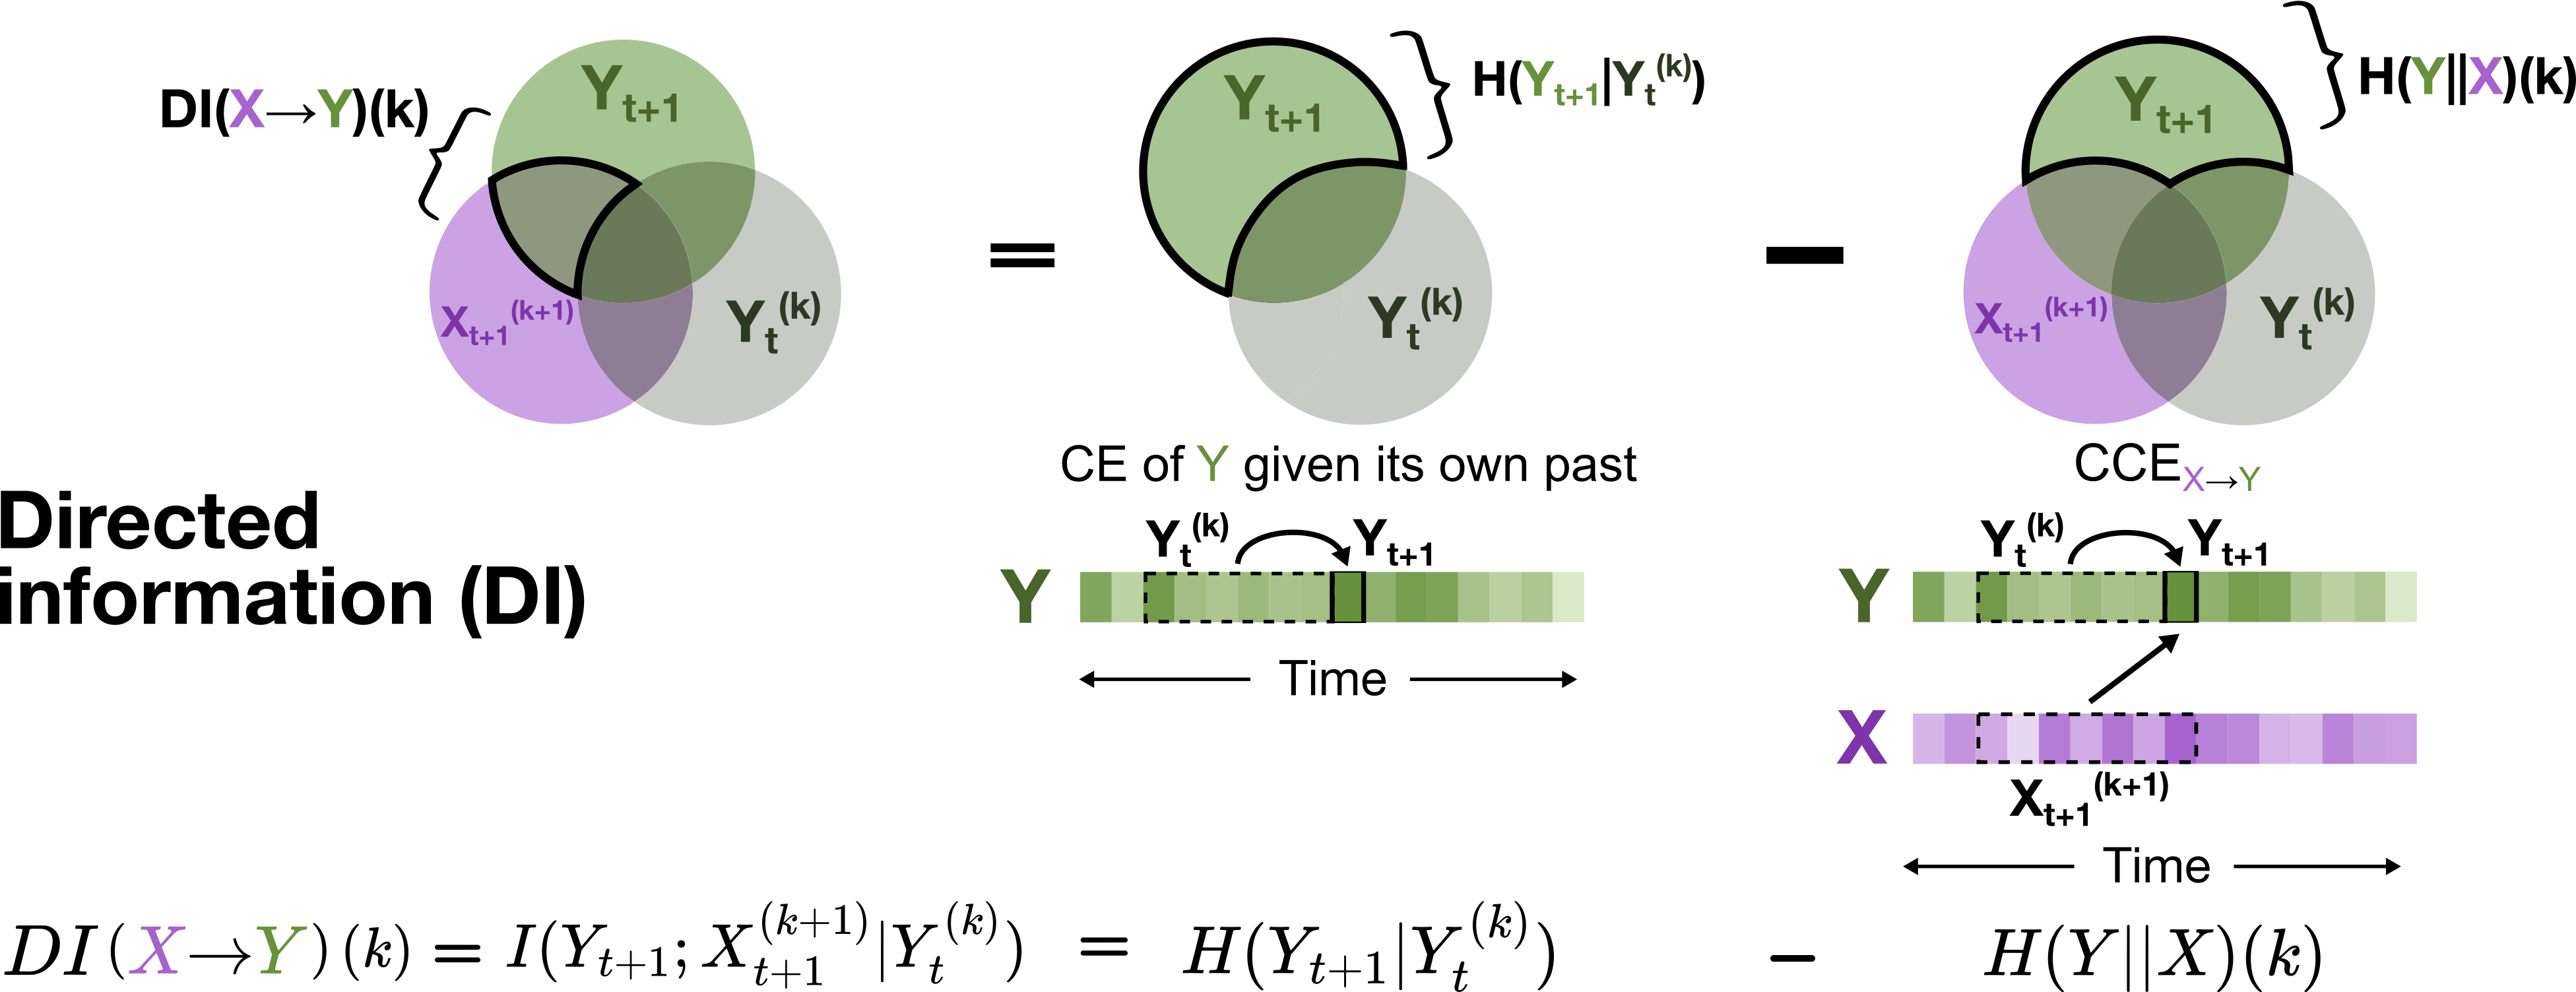 DI(X→Y)(k)
Y_{t+1}
X_{t+1}^{(k+1)}
Y_t^{(k)}
=
Y_{t+1}
H(Y_{t+1}|Y_t^{(k)})
Y_t^{(k)}
−
Y_{t+1}
H(Y||X)(k)
X_{t+1}^{(k+1)}
Y_t^{(k)}
CE of Y given its own past
CCE_{X→Y}
Directed
information (DI)
Y_t^{(k)} Y_{t+1}
Y
Time
Y_t^{(k)} Y_{t+1}
Y
X
X_{t+1}^{(k+1)}
Time
DI(X→Y)(k) = I(Y_{t+1}; X_{t+1}^{(k+1)}|Y_t^{(k)}) = H(Y_{t+1}|Y_t^{(k)}) − H(Y||X)(k)